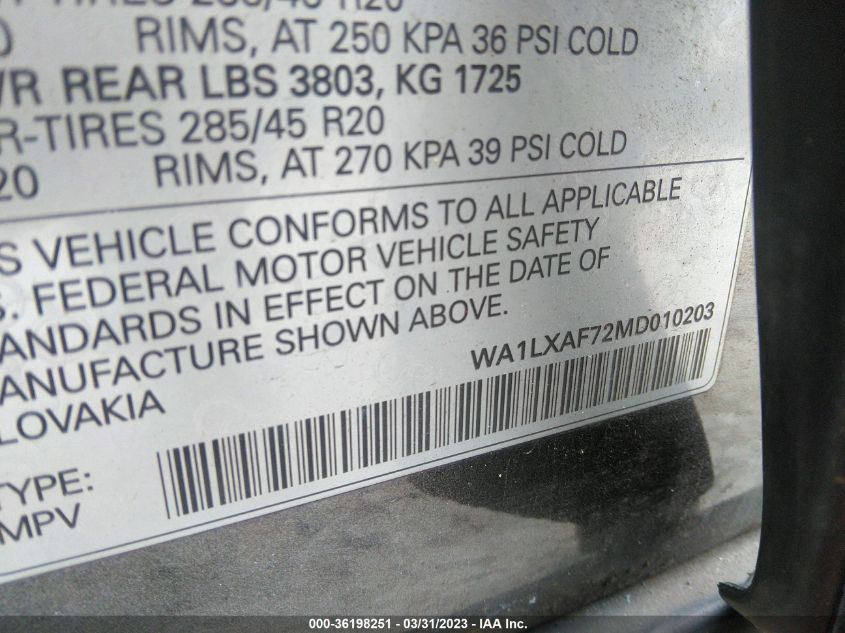 RIMS, AT 250 KPA 36 PSI COLD
REAR LBS 3803, KG 1725
R-TIRES 285/45 R20
20 RIMS, AT 270 KPA 39 PSI COLD
S VEHICLE CONFORMS TO ALL APPLICABLE
S. FEDERAL MOTOR VEHICLE SAFETY
ANDARDS IN EFFECT ON THE DATE OF
ANUFACTURE SHOWN ABOVE.
LOVAKIA
WA1LXAF72MD010203
TYPE:
MPV
000-36198251 - 03/31/2023 - IAA Inc.